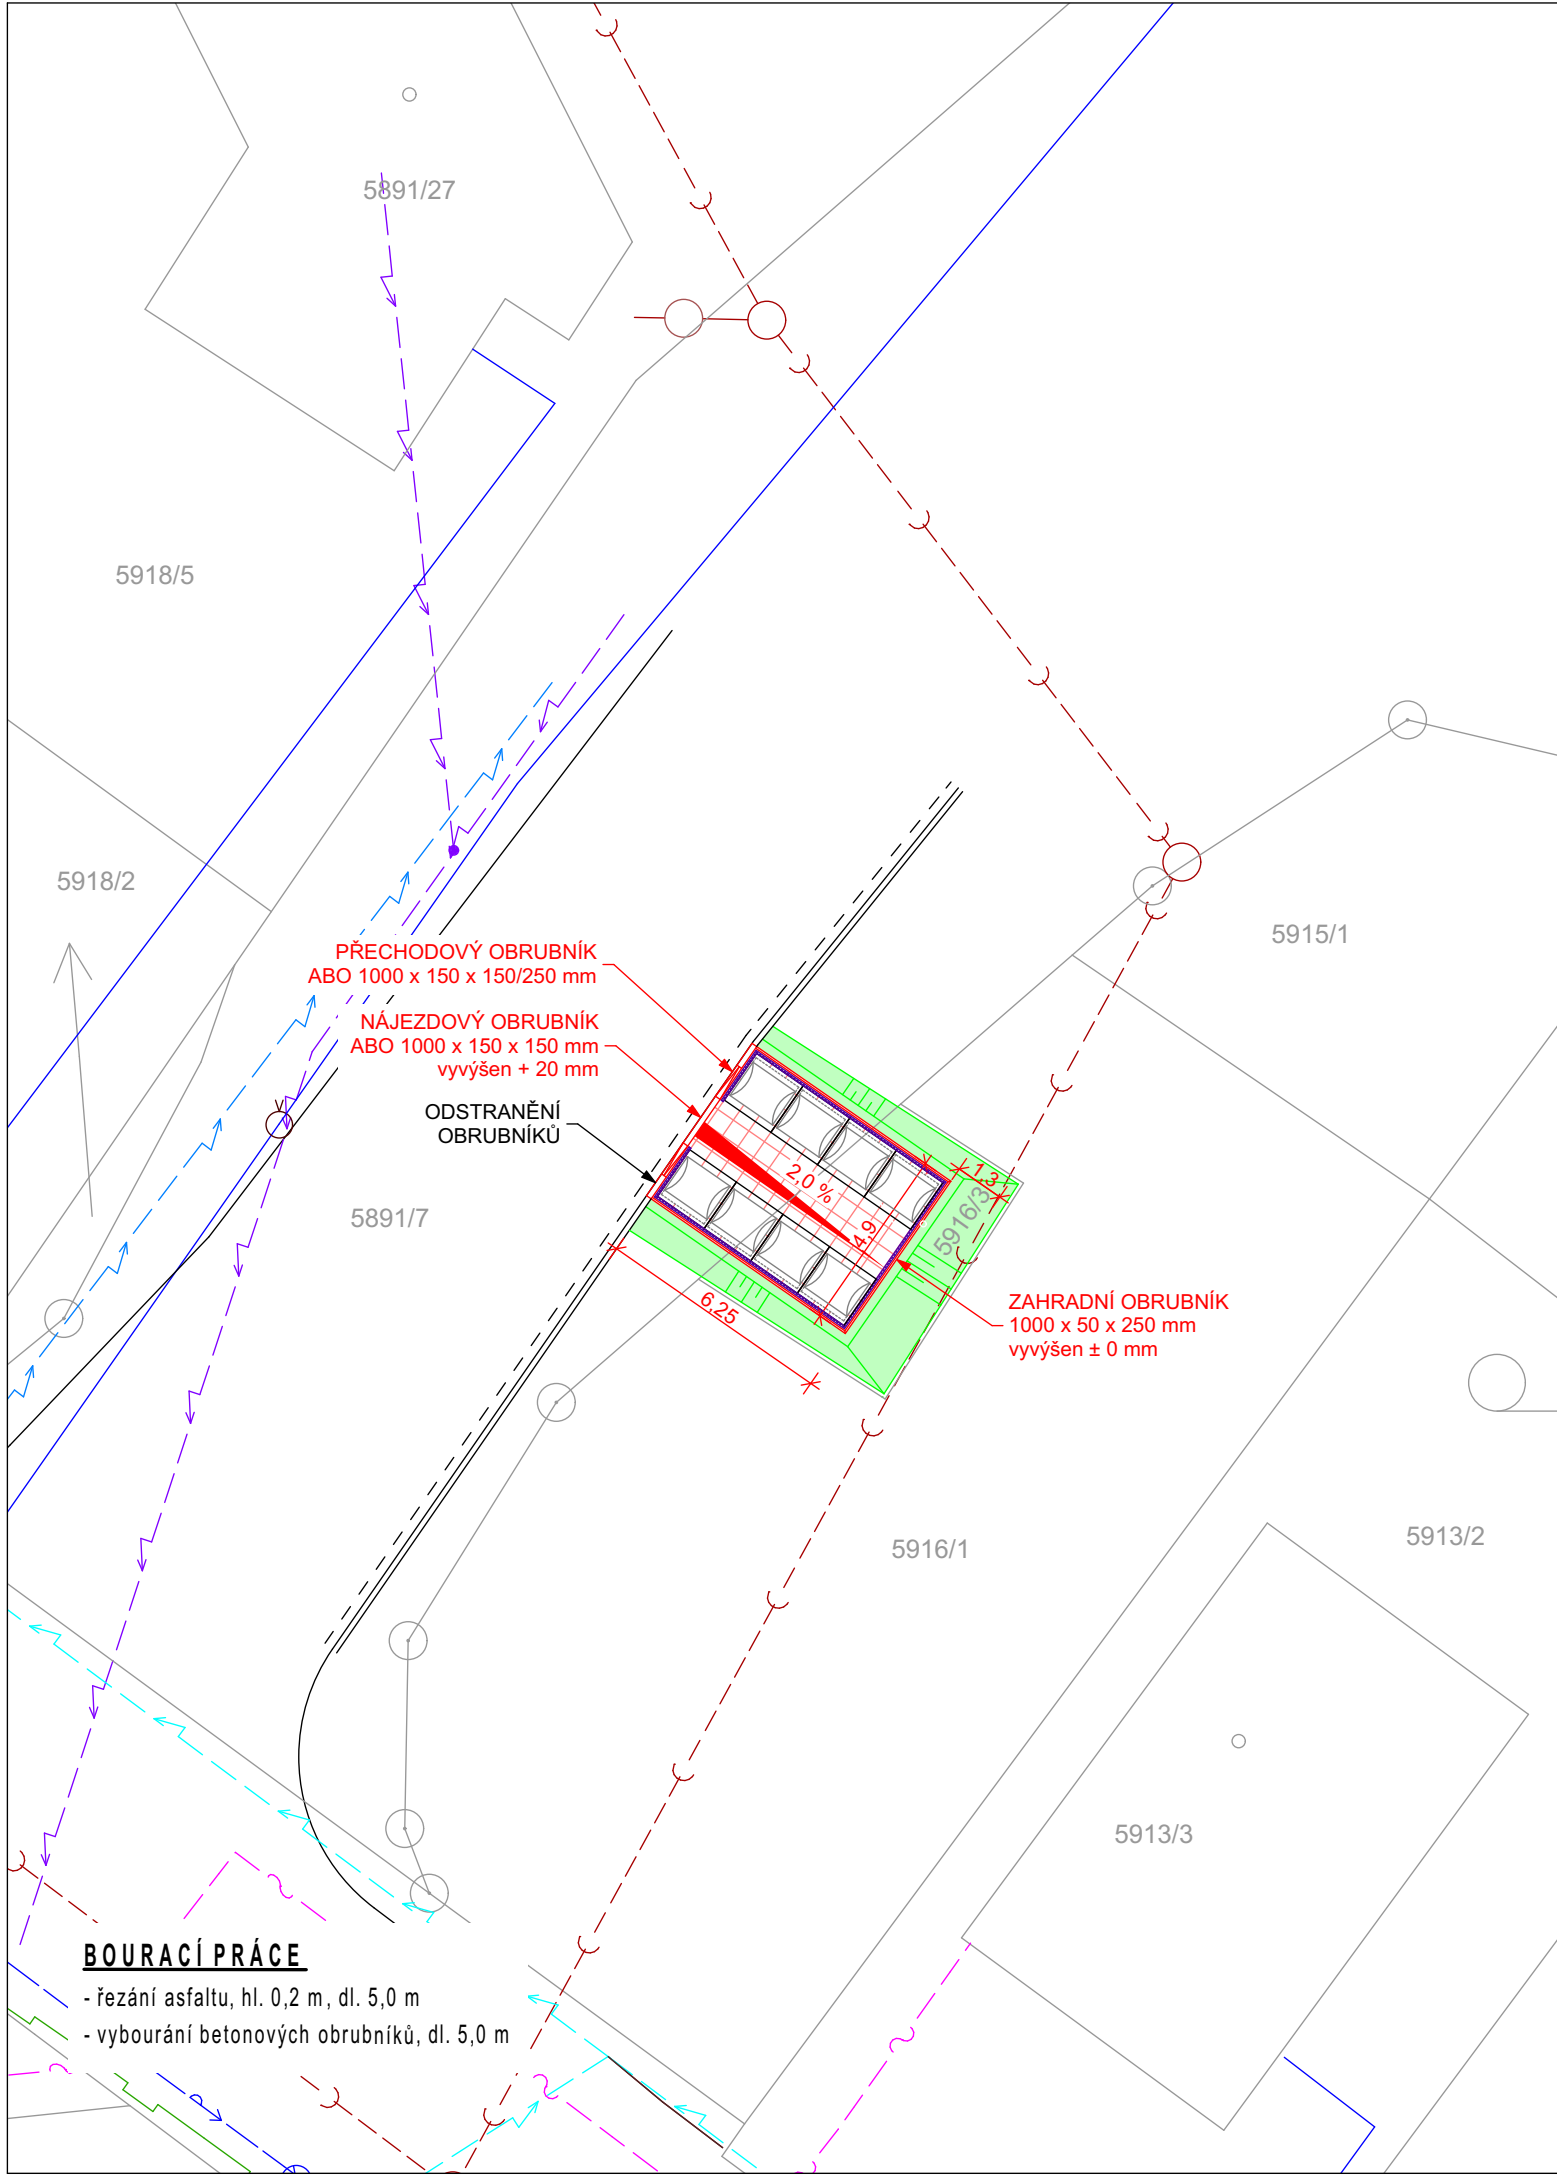 5891/27
5918/5
5918/2
5915/1
PŘECHODOVÝ OBRUBNÍK
ABO 1000 x 150 x 150/250 mm
NÁJEZDOVÝ OBRUBNÍK
ABO 1000 x 150 x 150 mm
vyvýšen + 20 mm
ODSTRANĚNÍ
OBRUBNÍKŮ
2,0 %
1,3
4,9
5916/3
5891/7
6,25
ZAHRADNÍ OBRUBNÍK
1000 x 50 x 250 mm
vyvýšen ± 0 mm
5916/1
5913/2
5913/3
BOURACÍ PRÁCE
- řezání asfaltu, hl. 0,2 m, dl. 5,0 m
- vybourání betonových obrubníků, dl. 5,0 m